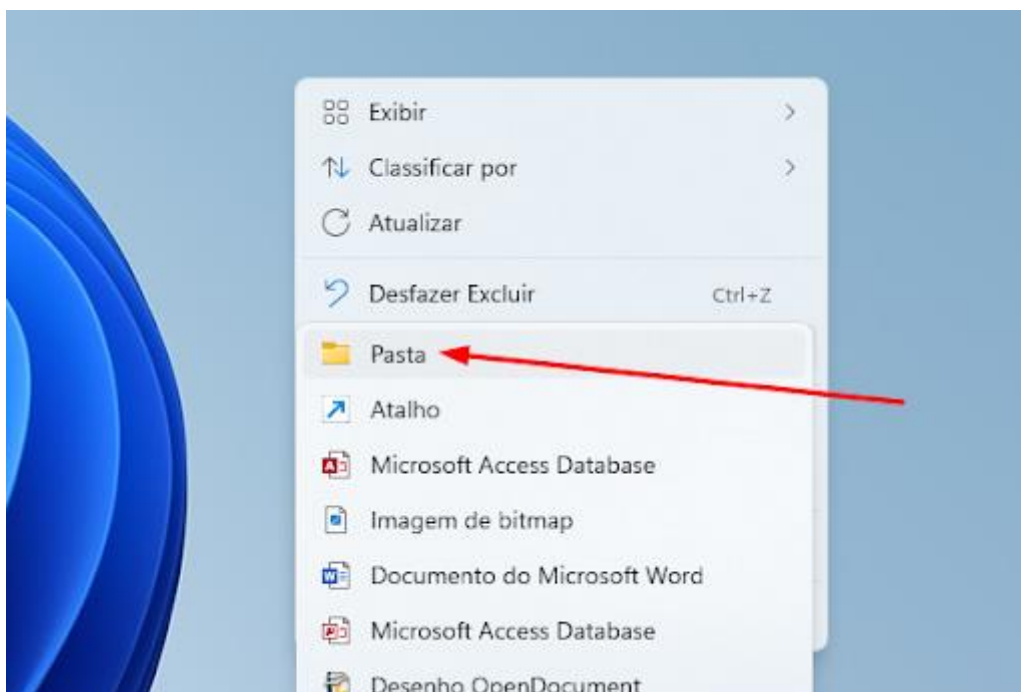 Exibir
Classificar por
Atualizar
Desfazer Excluir Ctrl+Z
Pasta
Atalho
Microsoft Access Database
Imagem de bitmap
Documento do Microsoft Word
Microsoft Access Database
Desenho OpenDocument